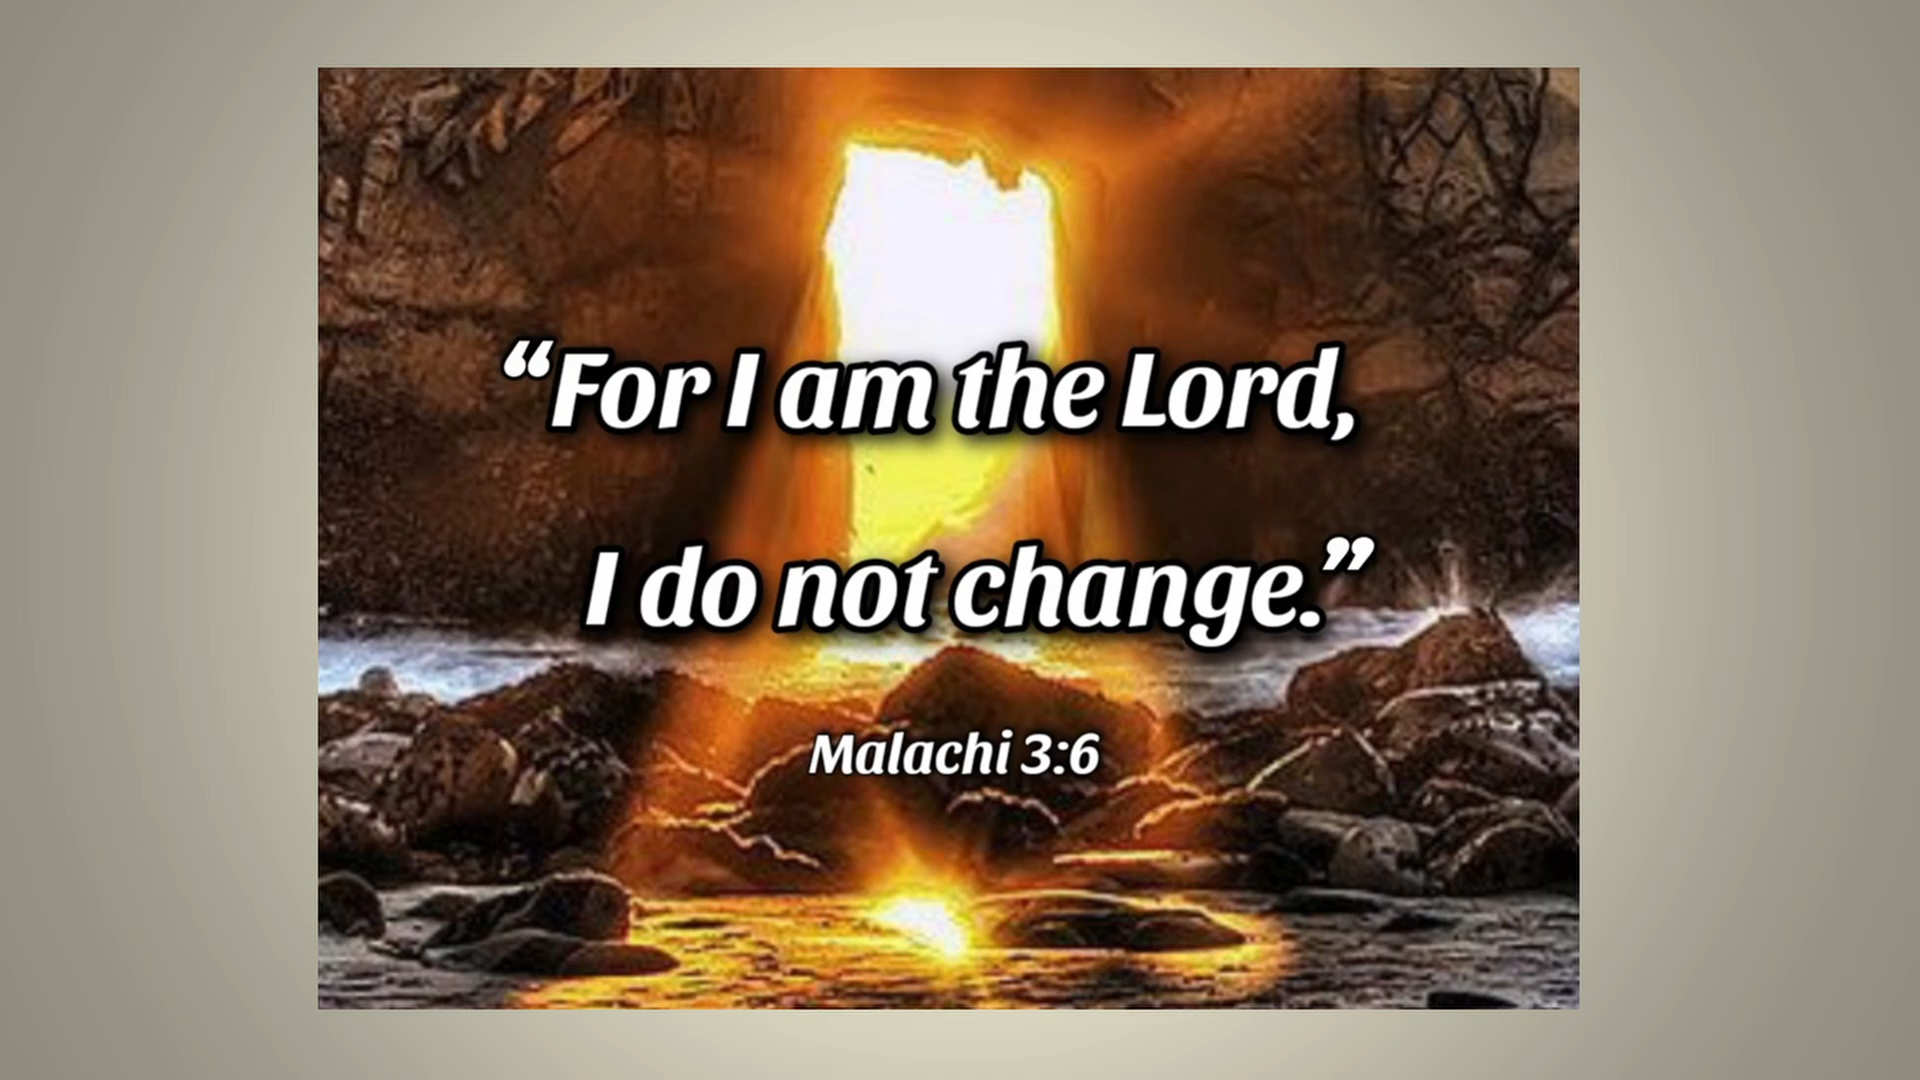 “For I am the Lord,
I do not change.”
Malachi 3:6